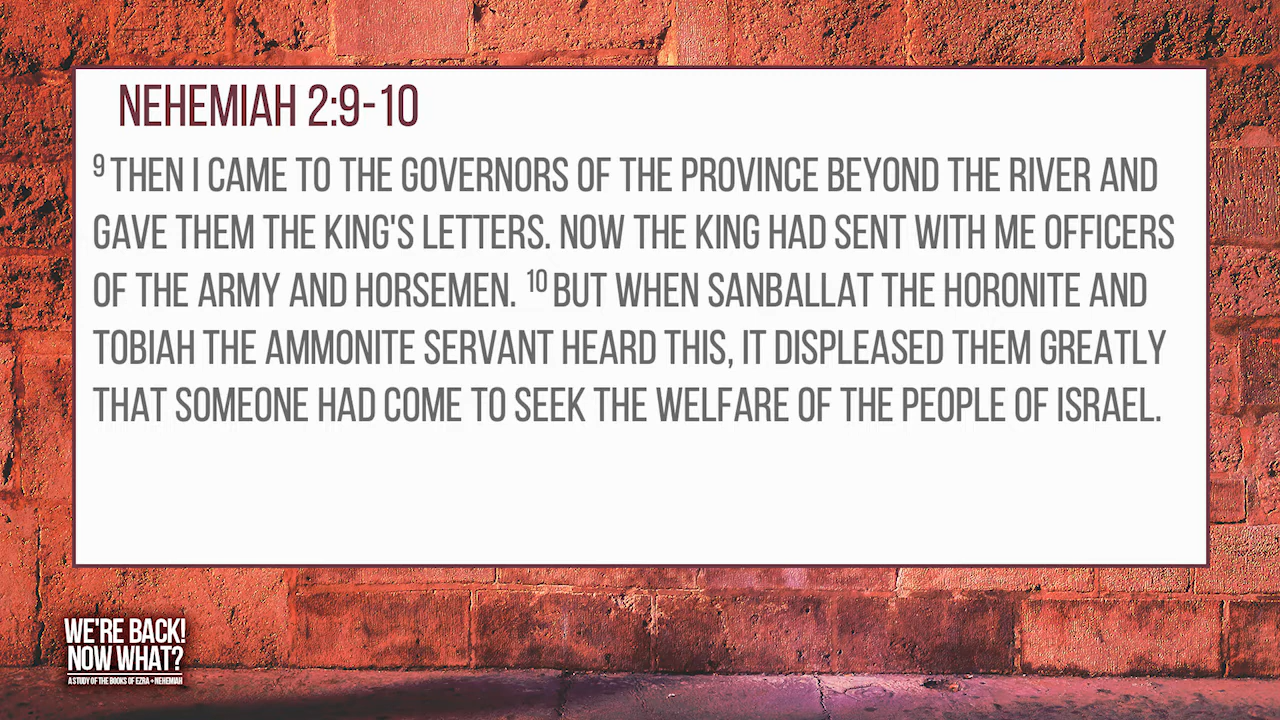 NEHEMIAH 2:9-10
9 THEN I CAME TO THE GOVERNORS OF THE PROVINCE BEYOND THE RIVER AND
GAVE THEM THE KING'S LETTERS. NOW THE KING HAD SENT WITH ME OFFICERS
OF THE ARMY AND HORSEMEN. 10 BUT WHEN SANBALLAT THE HORONITE AND
TOBIAH THE AMMONITE SERVANT HEARD THIS, IT DISPLEASED THEM GREATLY
THAT SOMEONE HAD COME TO SEEK THE WELFARE OF THE PEOPLE OF ISRAEL.
WE'RE BACK!
NOW WHAT?
A STUDY OF THE BOOKS OF EZRA + NEHEMIAH